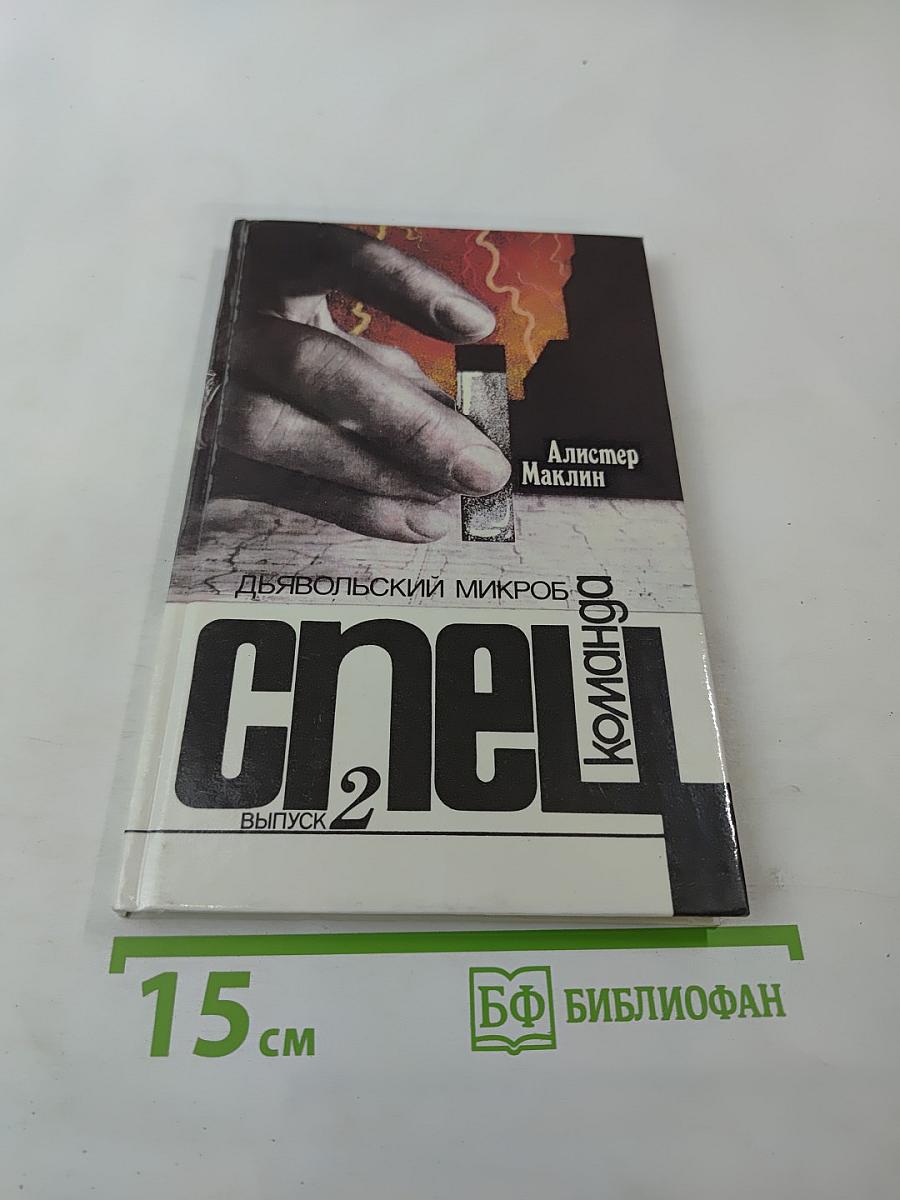 Алистер
Маклин
ДЬЯВОЛЬСКИЙ МИКРОБ
СПЕЦ
команда
ВЫПУСК 2
15 см
БФ БИБЛИОФАН